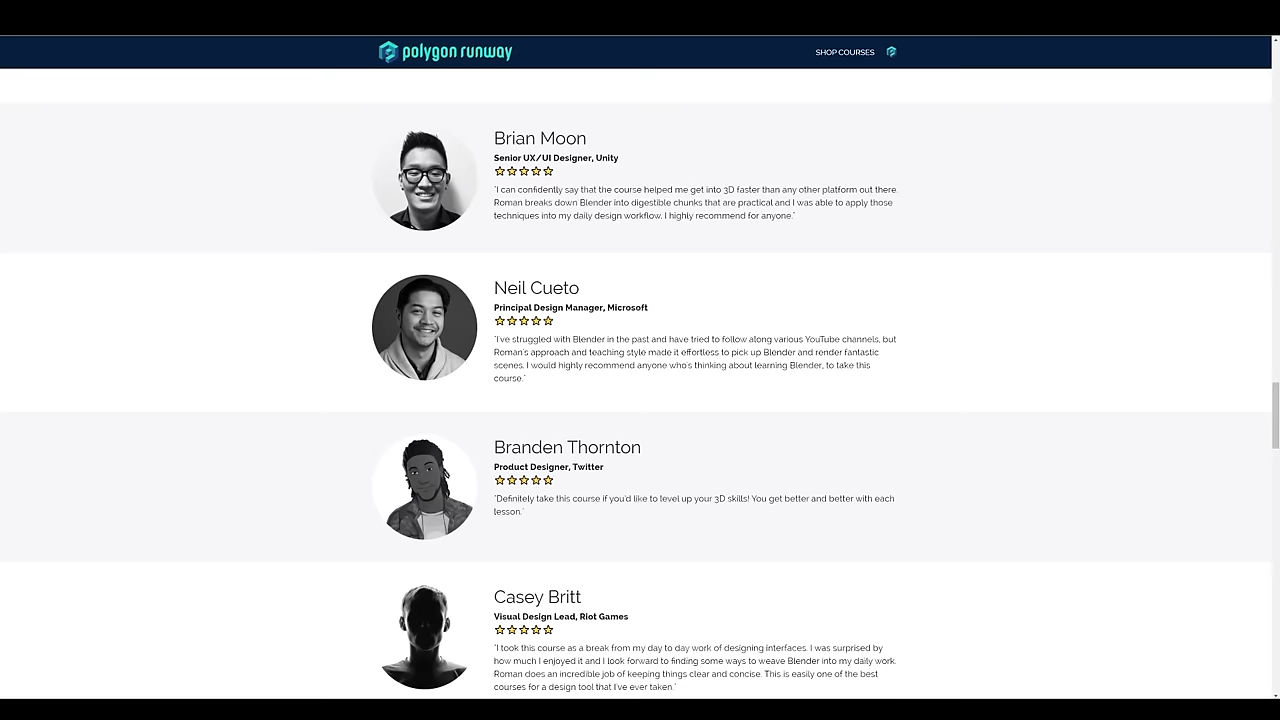 polygon runway
SHOP COURSES
Brian Moon
Senior UX/UI Designer, Unity
"I can confidently say that the course helped me get into 3D faster than any other platform out there.
Roman breaks down Blender into digestible chunks that are practical and I was able to apply those
techniques into my daily design workflow. I highly recommend for anyone."
Neil Cueto
Principal Design Manager, Microsoft
"I've struggled with Blender in the past and have tried to follow along various YouTube channels, but
Roman's approach and teaching style made it effortless to pick up Blender and render fantastic
scenes. I would highly recommend anyone who's thinking about learning Blender, to take this
course."
Branden Thornton
Product Designer, Twitter
"Definitely take this course if you'd like to level up your 3D skills! You get better and better with each
lesson."
Casey Britt
Visual Design Lead, Riot Games
"I took this course as a break from my day to day work of designing interfaces. I was surprised by
how much I enjoyed it and I look forward to finding some ways to weave Blender into my daily work.
Roman does an incredible job of keeping things clear and concise. This is easily one of the best
courses for a design tool that I've ever taken."